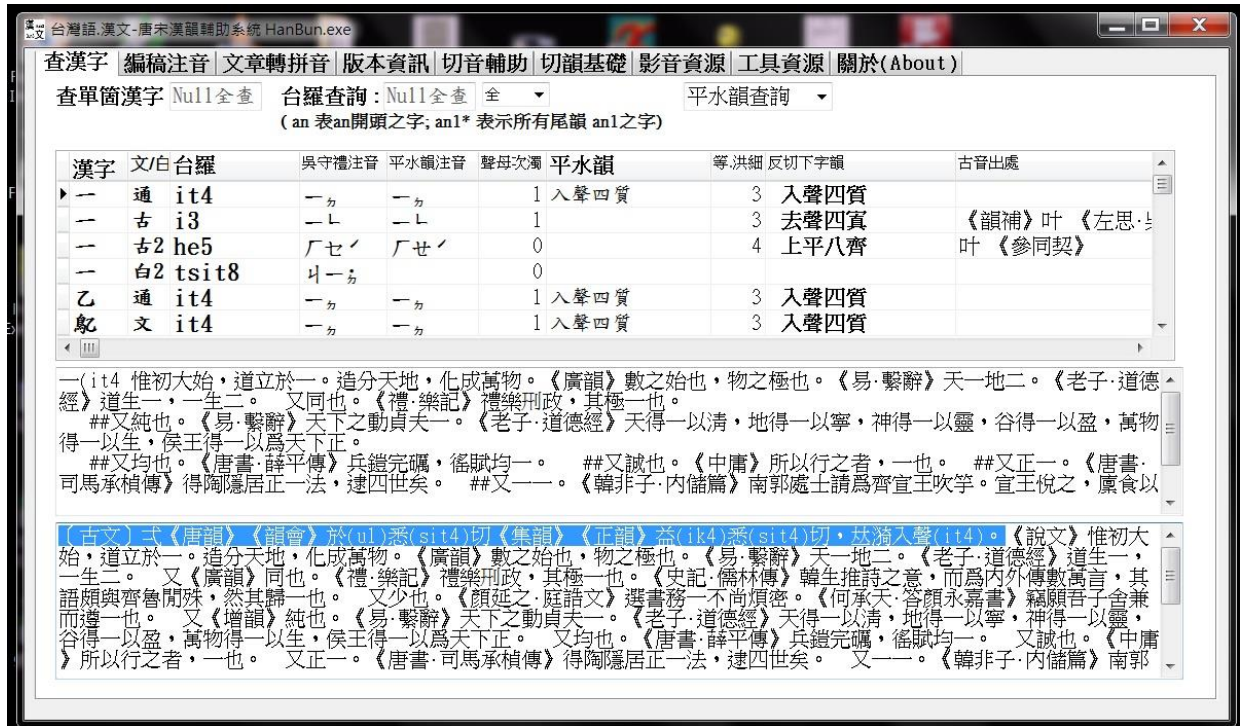 台灣語.漢文-唐宋漢韻輔助系統 HanBun.exe
查漢字 編稿注音 文章轉拼音 版本資訊 切音輔助 切韻基礎 影音資源 工具資源 關於(About)
查單箇漢字 Null全查 台羅查詢：Null全查 全 平水韻查詢
( an 表an開頭之字; an1* 表示所有尾韻 an1之字)
漢字 文/白 台羅 吳守禮注音 平水韻注音 聲母次濁 平水韻 等.洪細 反切下字韻 古音出處
一 通 it4 ㄧㄉ ㄧㄉ 1 入聲四質 3 入聲四質
一 古 i3 ㄧㄴ ㄧㄴ 1 3 去聲四寘 《韻補》叶 《左思·
一 古2 he5 ㄏㄝˊ ㄏㄝˊ 0 4 上平八齊 叶 《參同契》
一 白2 tsit8 0
乙 通 it4 ㄧㄉ ㄧㄉ 1 入聲四質 3 入聲四質
鳦 文 it4 ㄧㄉ ㄧㄉ 1 入聲四質 3 入聲四質
一(it4 惟初大始，道立於一。造分天地，化成萬物。《廣韻》數之始也，物之極也。《易·繫辭》天一地二。《老子·道德
經》道生一，一生二。 又同也。《禮·樂記》禮樂刑政，其極一也。
##又純也。《易·繫辭》天下之動貞夫一。《老子·道德經》天得一以清，地得一以寧，神得一以靈，谷得一以盈，萬物
得一以生，侯王得一以爲天下正。
##又均也。《唐書·薛平傳》兵鎧完礪，徭賦均一。 ##又誠也。《中庸》所以行之者，一也。 ##又正一。《唐書·
司馬承楨傳》得陶隱居正一法，逮四世矣。 ##又一一。《韓非子·内儲篇》南郭處士請爲齊宣王吹竽。宣王悅之，廩食以
〔古文〕弌《唐韻》《韻會》於(u1)悉(sit4)切《集韻》《正韻》益(ik4)悉(sit4)切，𠀤漪入聲(it4)。《說文》惟初大
始，道立於一。造分天地，化成萬物。《廣韻》數之始也，物之極也。《易·繫辭》天一地二。《老子·道德經》道生一，
一生二。 又《廣韻》同也。《禮·樂記》禮樂刑政，其極一也。《史記·儒林傳》韓生推詩之意，而爲内外傳數萬言，其
語頗與齊魯閒殊，然其歸一也。 又少也。《顏延之·庭誥文》選書務一不尚煩密。《何承天·答顏永嘉書》竊願吾子舍兼
而遵一也。 又《增韻》純也。《易·繫辭》天下之動貞夫一。《老子·道德經》天得一以清，地得一以寧，神得一以靈，
谷得一以盈，萬物得一以生，侯王得一以爲天下正。 又均也。《唐書·薛平傳》兵鎧完礪，徭賦均一。 又誠也。《中庸
》所以行之者，一也。 又正一。《唐書·司馬承楨傳》得陶隱居正一法，逮四世矣。 又一一。《韓非子·内儲篇》南郭